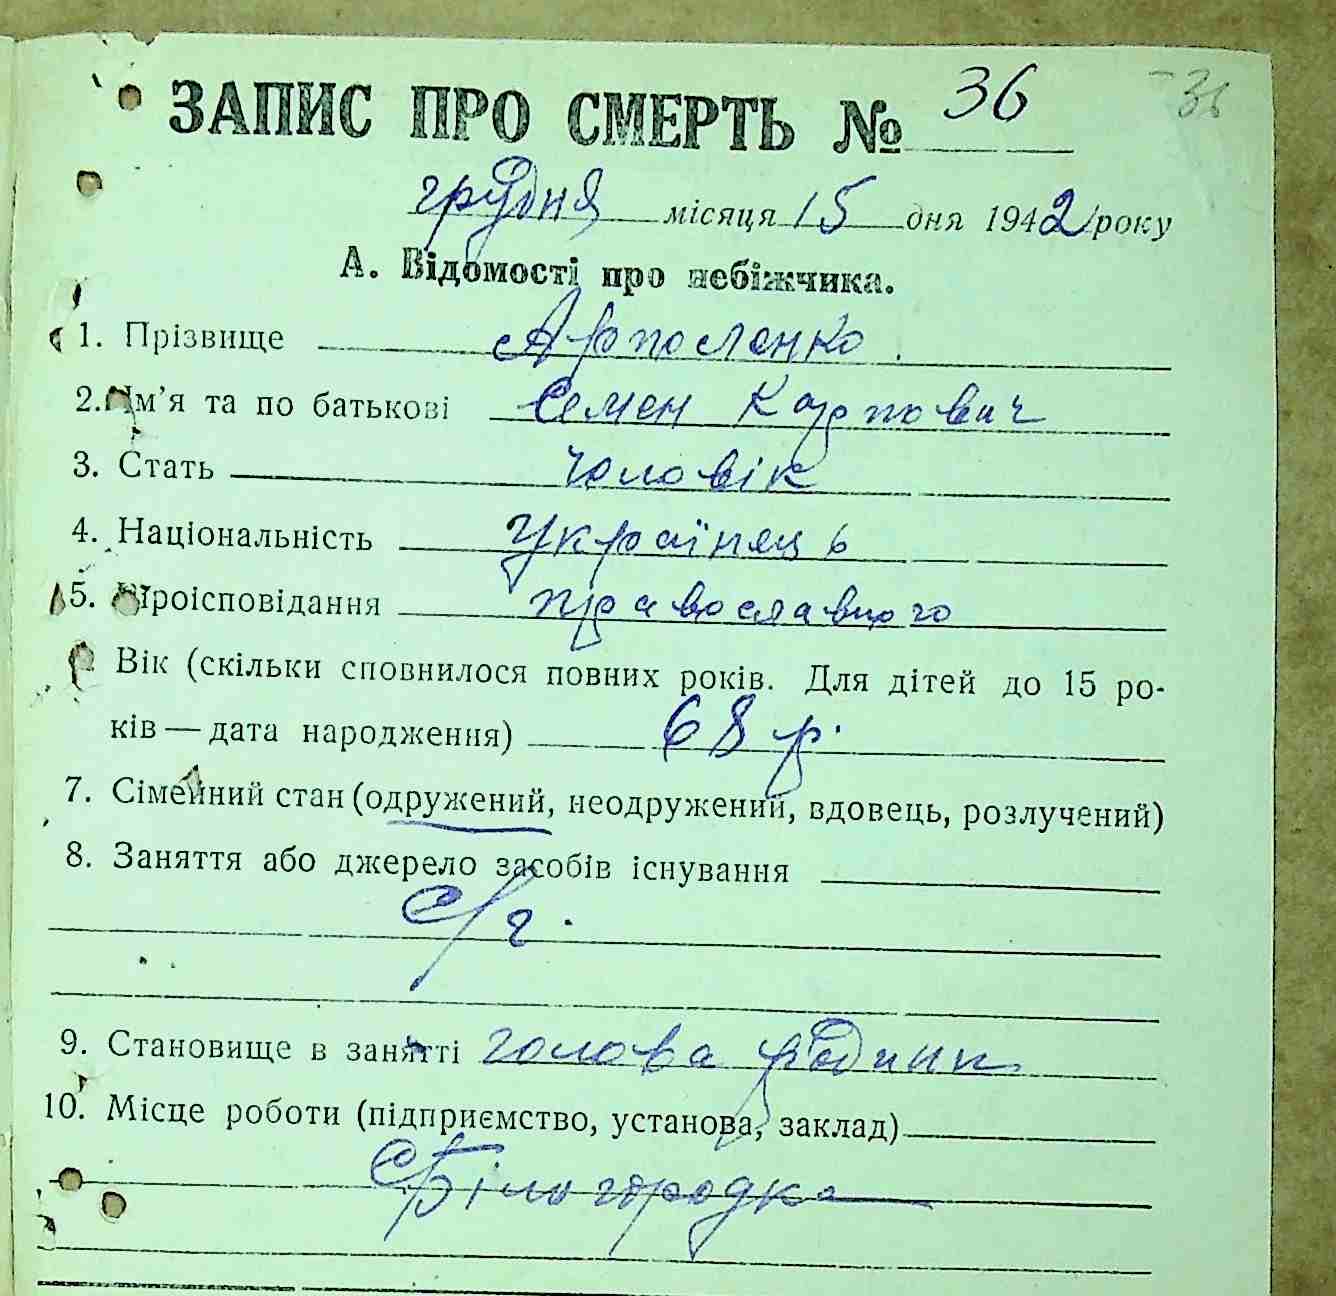 ЗАПИС ПРО СМЕРТЬ № 36 36
грудня місяця 15 дня 1942 року
А. Відомості про небіжчика.
1. Прізвище
2. Ім’я та по батькові Семен Карпович
3. Стать чоловік
4. Національність Українець
5. Віроісповідання православного
Вік (скільки сповнилося повних років. Для дітей до 15 ро-
ків — дата народження) 68 р.
7. Сімейний стан (одружений, неодружений, вдовець, розлучений)
8. Заняття або джерело засобів існування
с/г.
9. Становище в занятті голова родини
10. Місце роботи (підприємство, установа, заклад)
с Білогородка